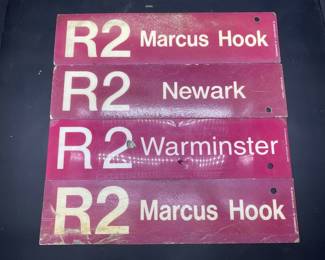 R2 Marcus Hook
R2 Newark
R2 Warminster
R2 Marcus Hook